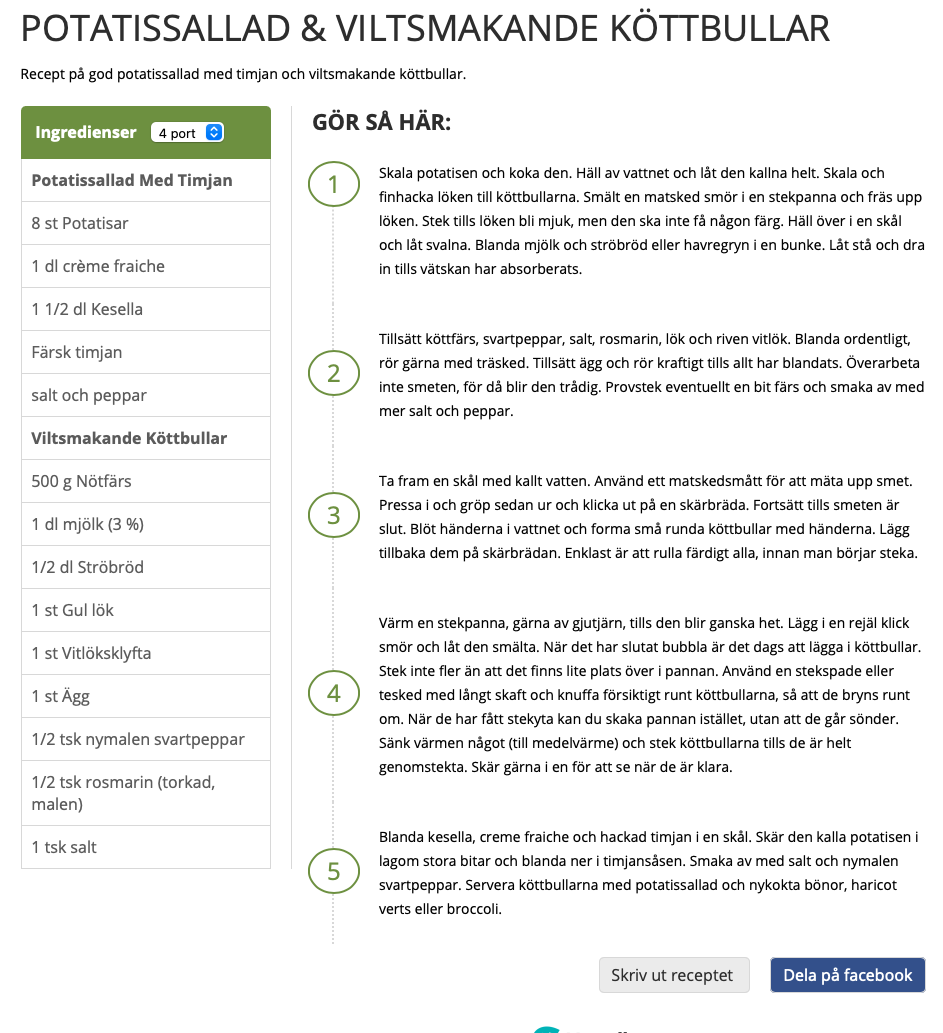 POTATISSALLAD & VILTSMAKANDE KÖTTBULLAR
Recept på god potatissallad med timjan och viltsmakande köttbullar.
Ingredienser 4 port
Potatissallad Med Timjan
8 st Potatisar
1 dl crème fraiche
1 1/2 dl Kesella
Färsk timjan
salt och peppar
Viltsmakande Köttbullar
500 g Nötfärs
1 dl mjölk (3 %)
1/2 dl Ströbröd
1 st Gul lök
1 st Vitlöksklyfta
1 st Ägg
1/2 tsk nymalen svartpeppar
1/2 tsk rosmarin (torkad,
malen)
1 tsk salt
GÖR SÅ HÄR:
1
Skala potatisen och koka den. Häll av vattnet och låt den kallna helt. Skala och
finhacka löken till köttbullarna. Smält en matsked smör i en stekpanna och fräs upp
löken. Stek tills löken bli mjuk, men den ska inte få någon färg. Häll över i en skål
och låt svalna. Blanda mjölk och ströbröd eller havregryn i en bunke. Låt stå och dra
in tills vätskan har absorberats.
2
Tillsätt köttfärs, svartpeppar, salt, rosmarin, lök och riven vitlök. Blanda ordentligt,
rör gärna med träsked. Tillsätt ägg och rör kraftigt tills allt har blandats. Överarbeta
inte smeten, för då blir den trådig. Provstek eventuellt en bit färs och smaka av med
mer salt och peppar.
3
Ta fram en skål med kallt vatten. Använd ett matskedsmått för att mäta upp smet.
Pressa i och gröp sedan ur och klicka ut på en skärbräda. Fortsätt tills smeten är
slut. Blöt händerna i vattnet och forma små runda köttbullar med händerna. Lägg
tillbaka dem på skärbrädan. Enklast är att rulla färdigt alla, innan man börjar steka.
4
Värm en stekpanna, gärna av gjutjärn, tills den blir ganska het. Lägg i en rejäl klick
smör och låt den smälta. När det har slutat bubbla är det dags att lägga i köttbullar.
Stek inte fler än att det finns lite plats över i pannan. Använd en stekspade eller
tesked med långt skaft och knuffa försiktigt runt köttbullarna, så att de bryns runt
om. När de har fått stekyta kan du skaka pannan istället, utan att de går sönder.
Sänk värmen något (till medelvärme) och stek köttbullarna tills de är helt
genomstekta. Skär gärna i en för att se när de är klara.
5
Blanda kesella, creme fraiche och hackad timjan i en skål. Skär den kalla potatisen i
lagom stora bitar och blanda ner i timjansåsen. Smaka av med salt och nymalen
svartpeppar. Servera köttbullarna med potatissallad och nykokta bönor, haricot
verts eller broccoli.
Skriv ut receptet
Dela på facebook